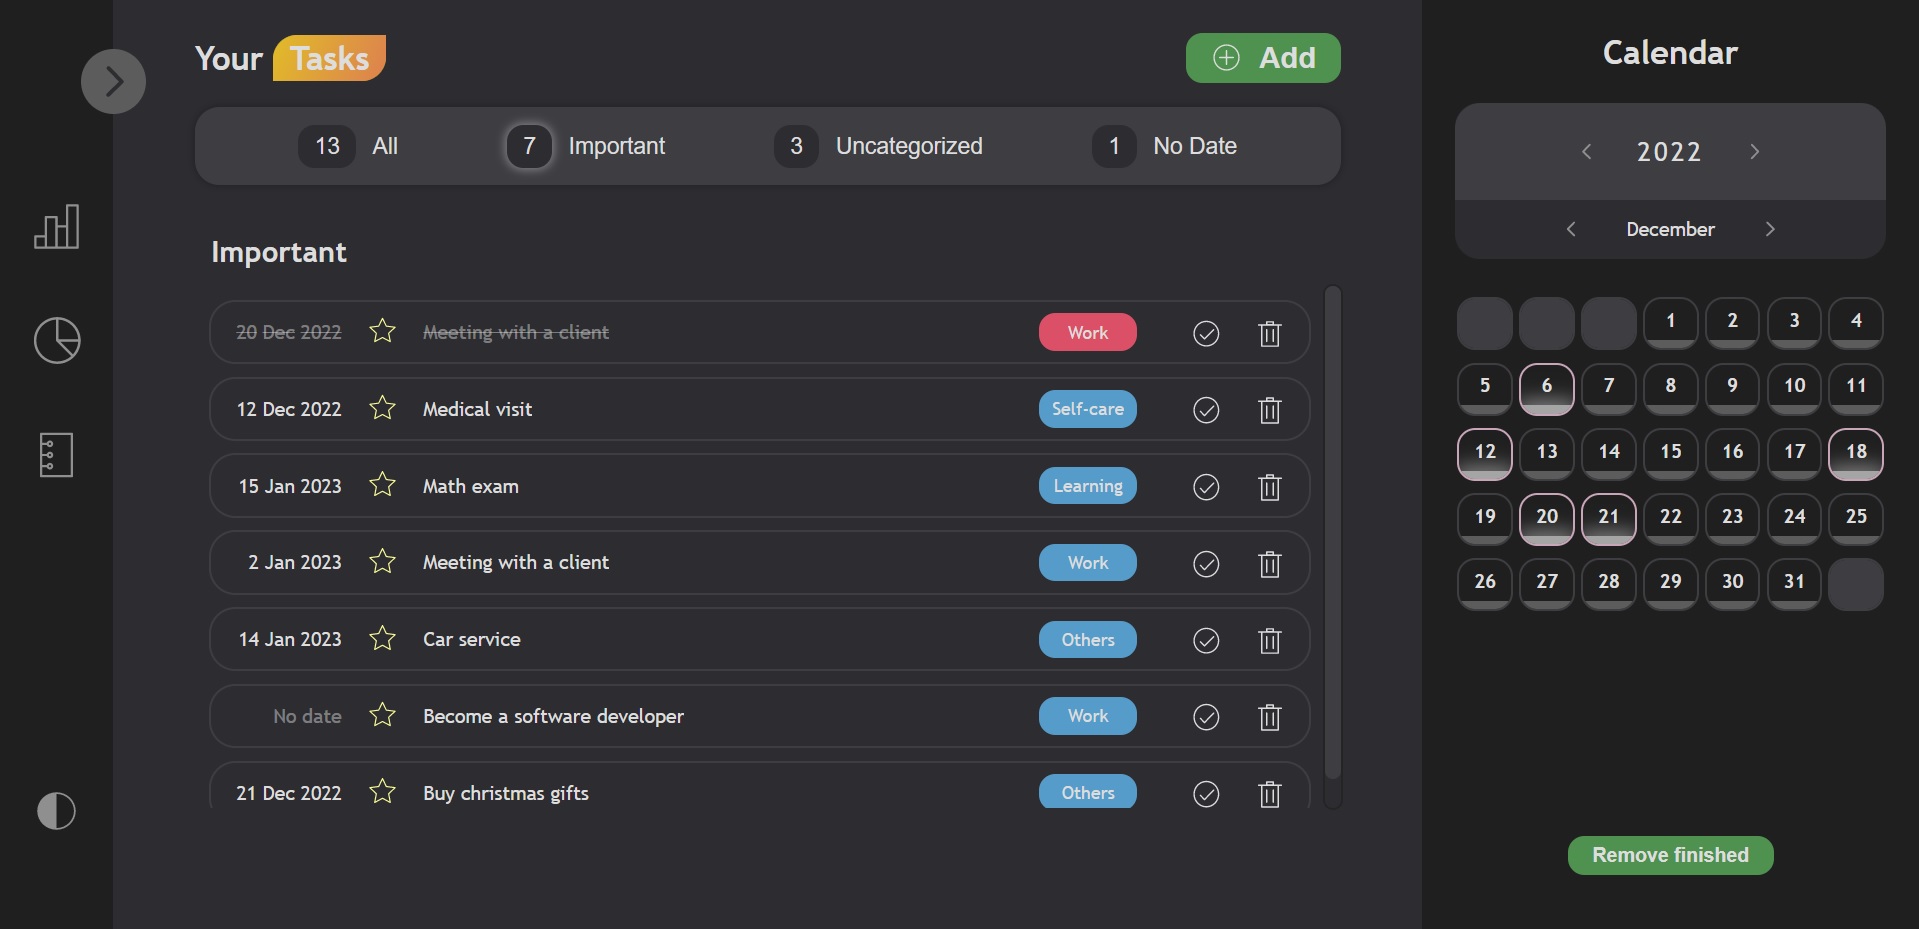 Your Tasks
Add
13 All
7 Important
3 Uncategorized
1 No Date
Important
20 Dec 2022 Meeting with a client Work
12 Dec 2022 Medical visit Self-care
15 Jan 2023 Math exam Learning
2 Jan 2023 Meeting with a client Work
14 Jan 2023 Car service Others
No date Become a software developer Work
21 Dec 2022 Buy christmas gifts Others
Calendar
2022
December
1 2 3 4
5 6 7 8 9 10 11
12 13 14 15 16 17 18
19 20 21 22 23 24 25
26 27 28 29 30 31
Remove finished